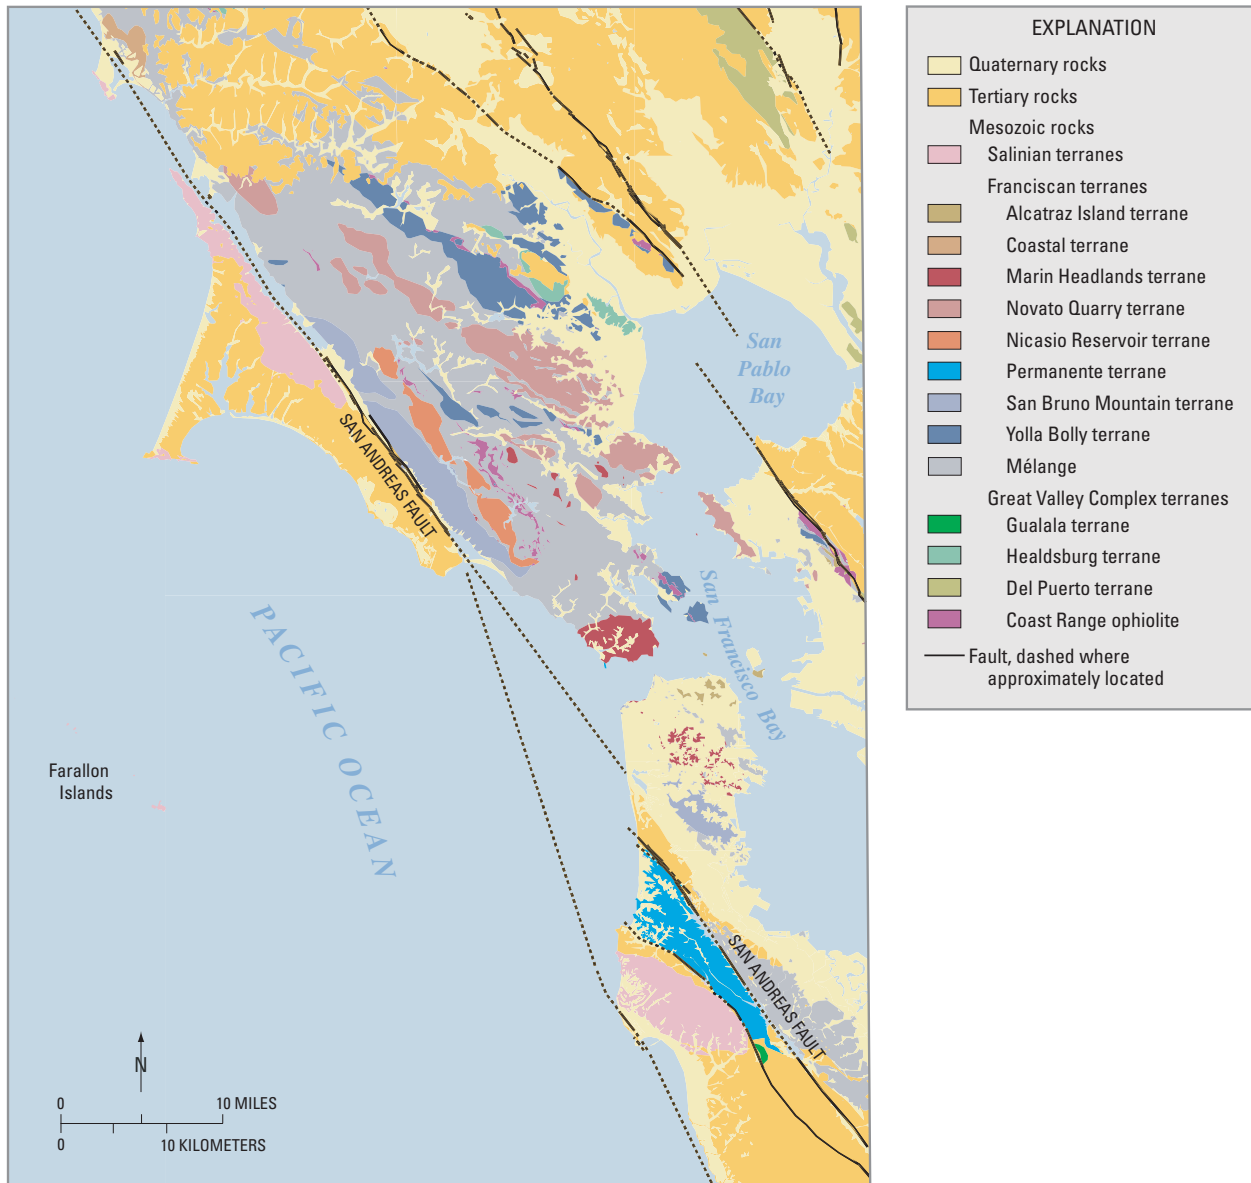 San
Pablo
Bay
SAN ANDREAS FAULT
San Francisco Bay
PACIFIC OCEAN
Farallon
Islands
SAN ANDREAS FAULT
N
0 10 MILES
0 10 KILOMETERS
EXPLANATION
Quaternary rocks
Tertiary rocks
Mesozoic rocks
Salinian terranes
Franciscan terranes
Alcatraz Island terrane
Coastal terrane
Marin Headlands terrane
Novato Quarry terrane
Nicasio Reservoir terrane
Permanente terrane
San Bruno Mountain terrane
Yolla Bolly terrane
Mélange
Great Valley Complex terranes
Gualala terrane
Healdsburg terrane
Del Puerto terrane
Coast Range ophiolite
Fault, dashed where
approximately located